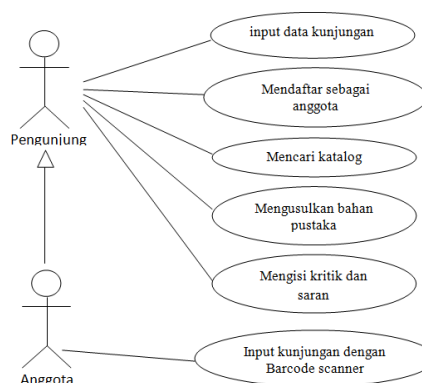 input data kunjungan
Mendaftar sebagai
anggota
Pengunjung
Mencari katalog
Mengusulkan bahan
pustaka
Mengisi kritik dan
saran
Input kunjungan dengan
Barcode scanner
Anggota